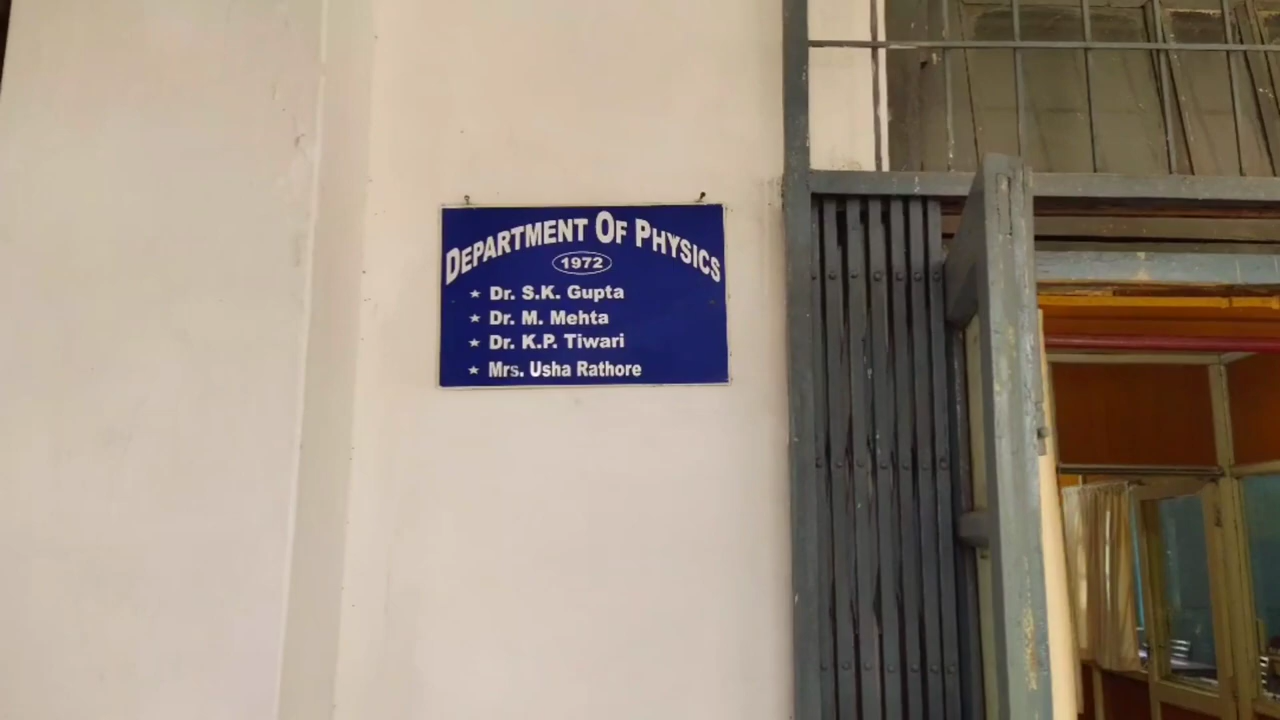 DEPARTMENT OF PHYSICS
1972
★ Dr. S.K. Gupta
★ Dr. M. Mehta
★ Dr. K.P. Tiwari
★ Mrs. Usha Rathore